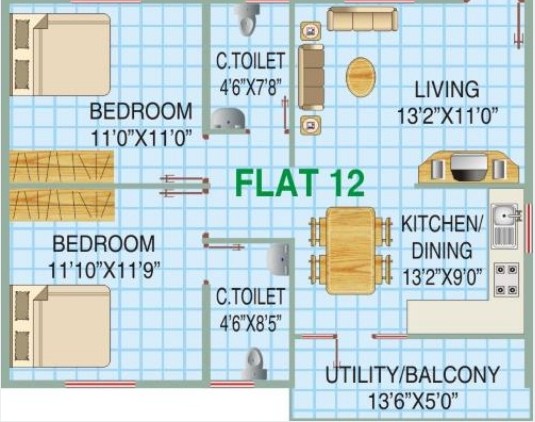 C.TOILET
4'6"X7'8"
LIVING
13'2"X11'0"
BEDROOM
11'0"X11'0"
FLAT 12
KITCHEN/
DINING
13'2"X9'0"
BEDROOM
11'10"X11'9"
C.TOILET
4'6"X8'5"
UTILITY/BALCONY
13'6"X5'0"